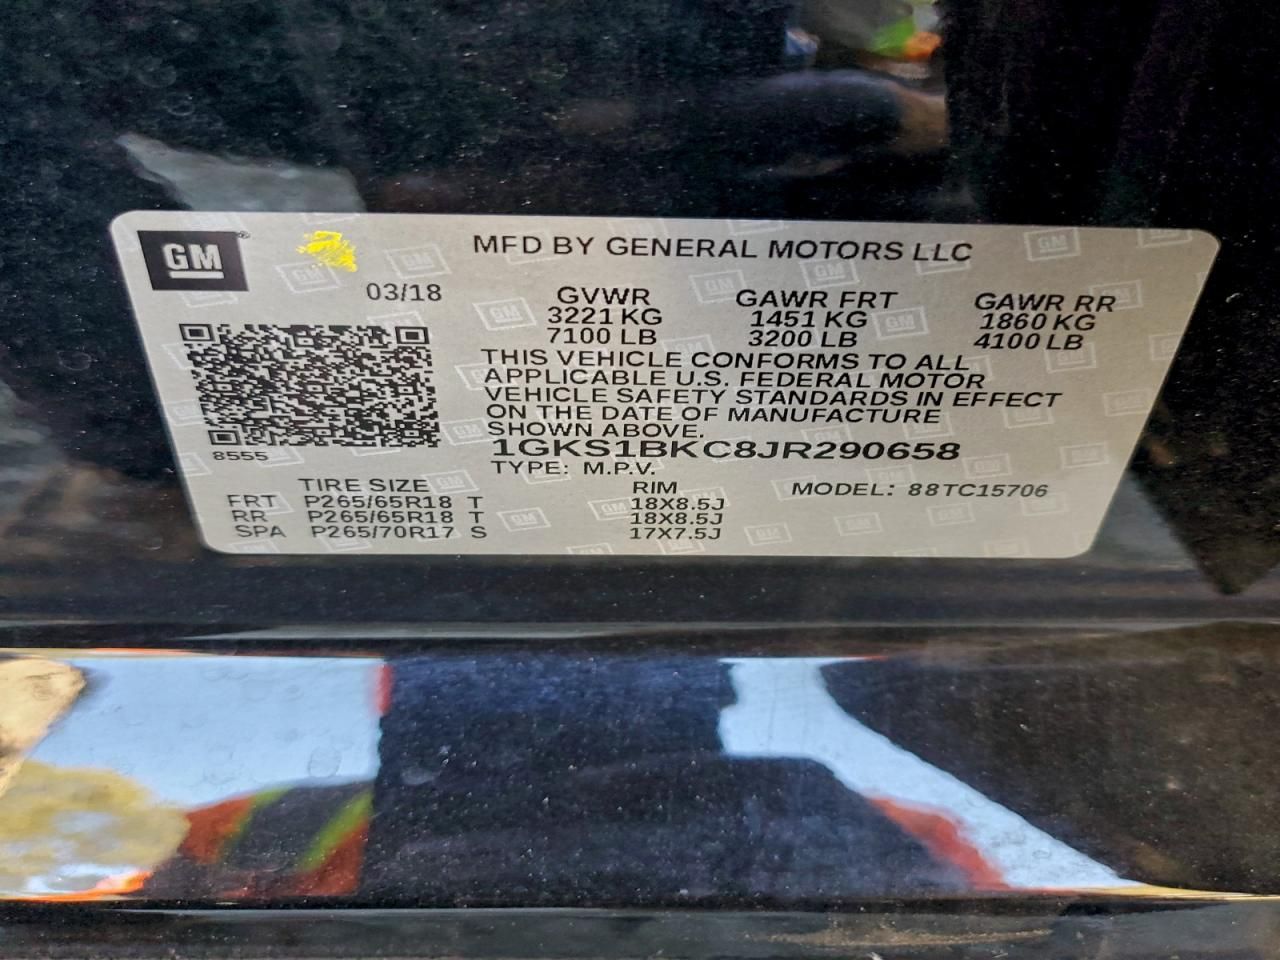 GM
MFD BY GENERAL MOTORS LLC
03/18
GVWR GAWR FRT GAWR RR
3221 KG 1451 KG 1860 KG
7100 LB 3200 LB 4100 LB
THIS VEHICLE CONFORMS TO ALL
APPLICABLE U.S. FEDERAL MOTOR
VEHICLE SAFETY STANDARDS IN EFFECT
ON THE DATE OF MANUFACTURE
SHOWN ABOVE.
8555
1GKS1BKC8JR290658
TYPE: M.P.V.
TIRE SIZE RIM MODEL: 88TC15706
FRT P265/65R18 T 18X8.5J
RR P265/65R18 T 18X8.5J
SPA P265/70R17 S 17X7.5J